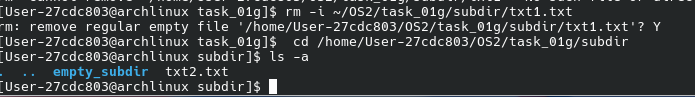 [User-27cdc803@archlinux task_01g]$ rm -i ~/OS2/task_01g/subdir/txt1.txt
rm: remove regular empty file '/home/User-27cdc803/OS2/task_01g/subdir/txt1.txt'? Y
[User-27cdc803@archlinux task_01g]$  cd /home/User-27cdc803/OS2/task_01g/subdir
[User-27cdc803@archlinux subdir]$ ls -a
.  ..  empty_subdir  txt2.txt
[User-27cdc803@archlinux subdir]$